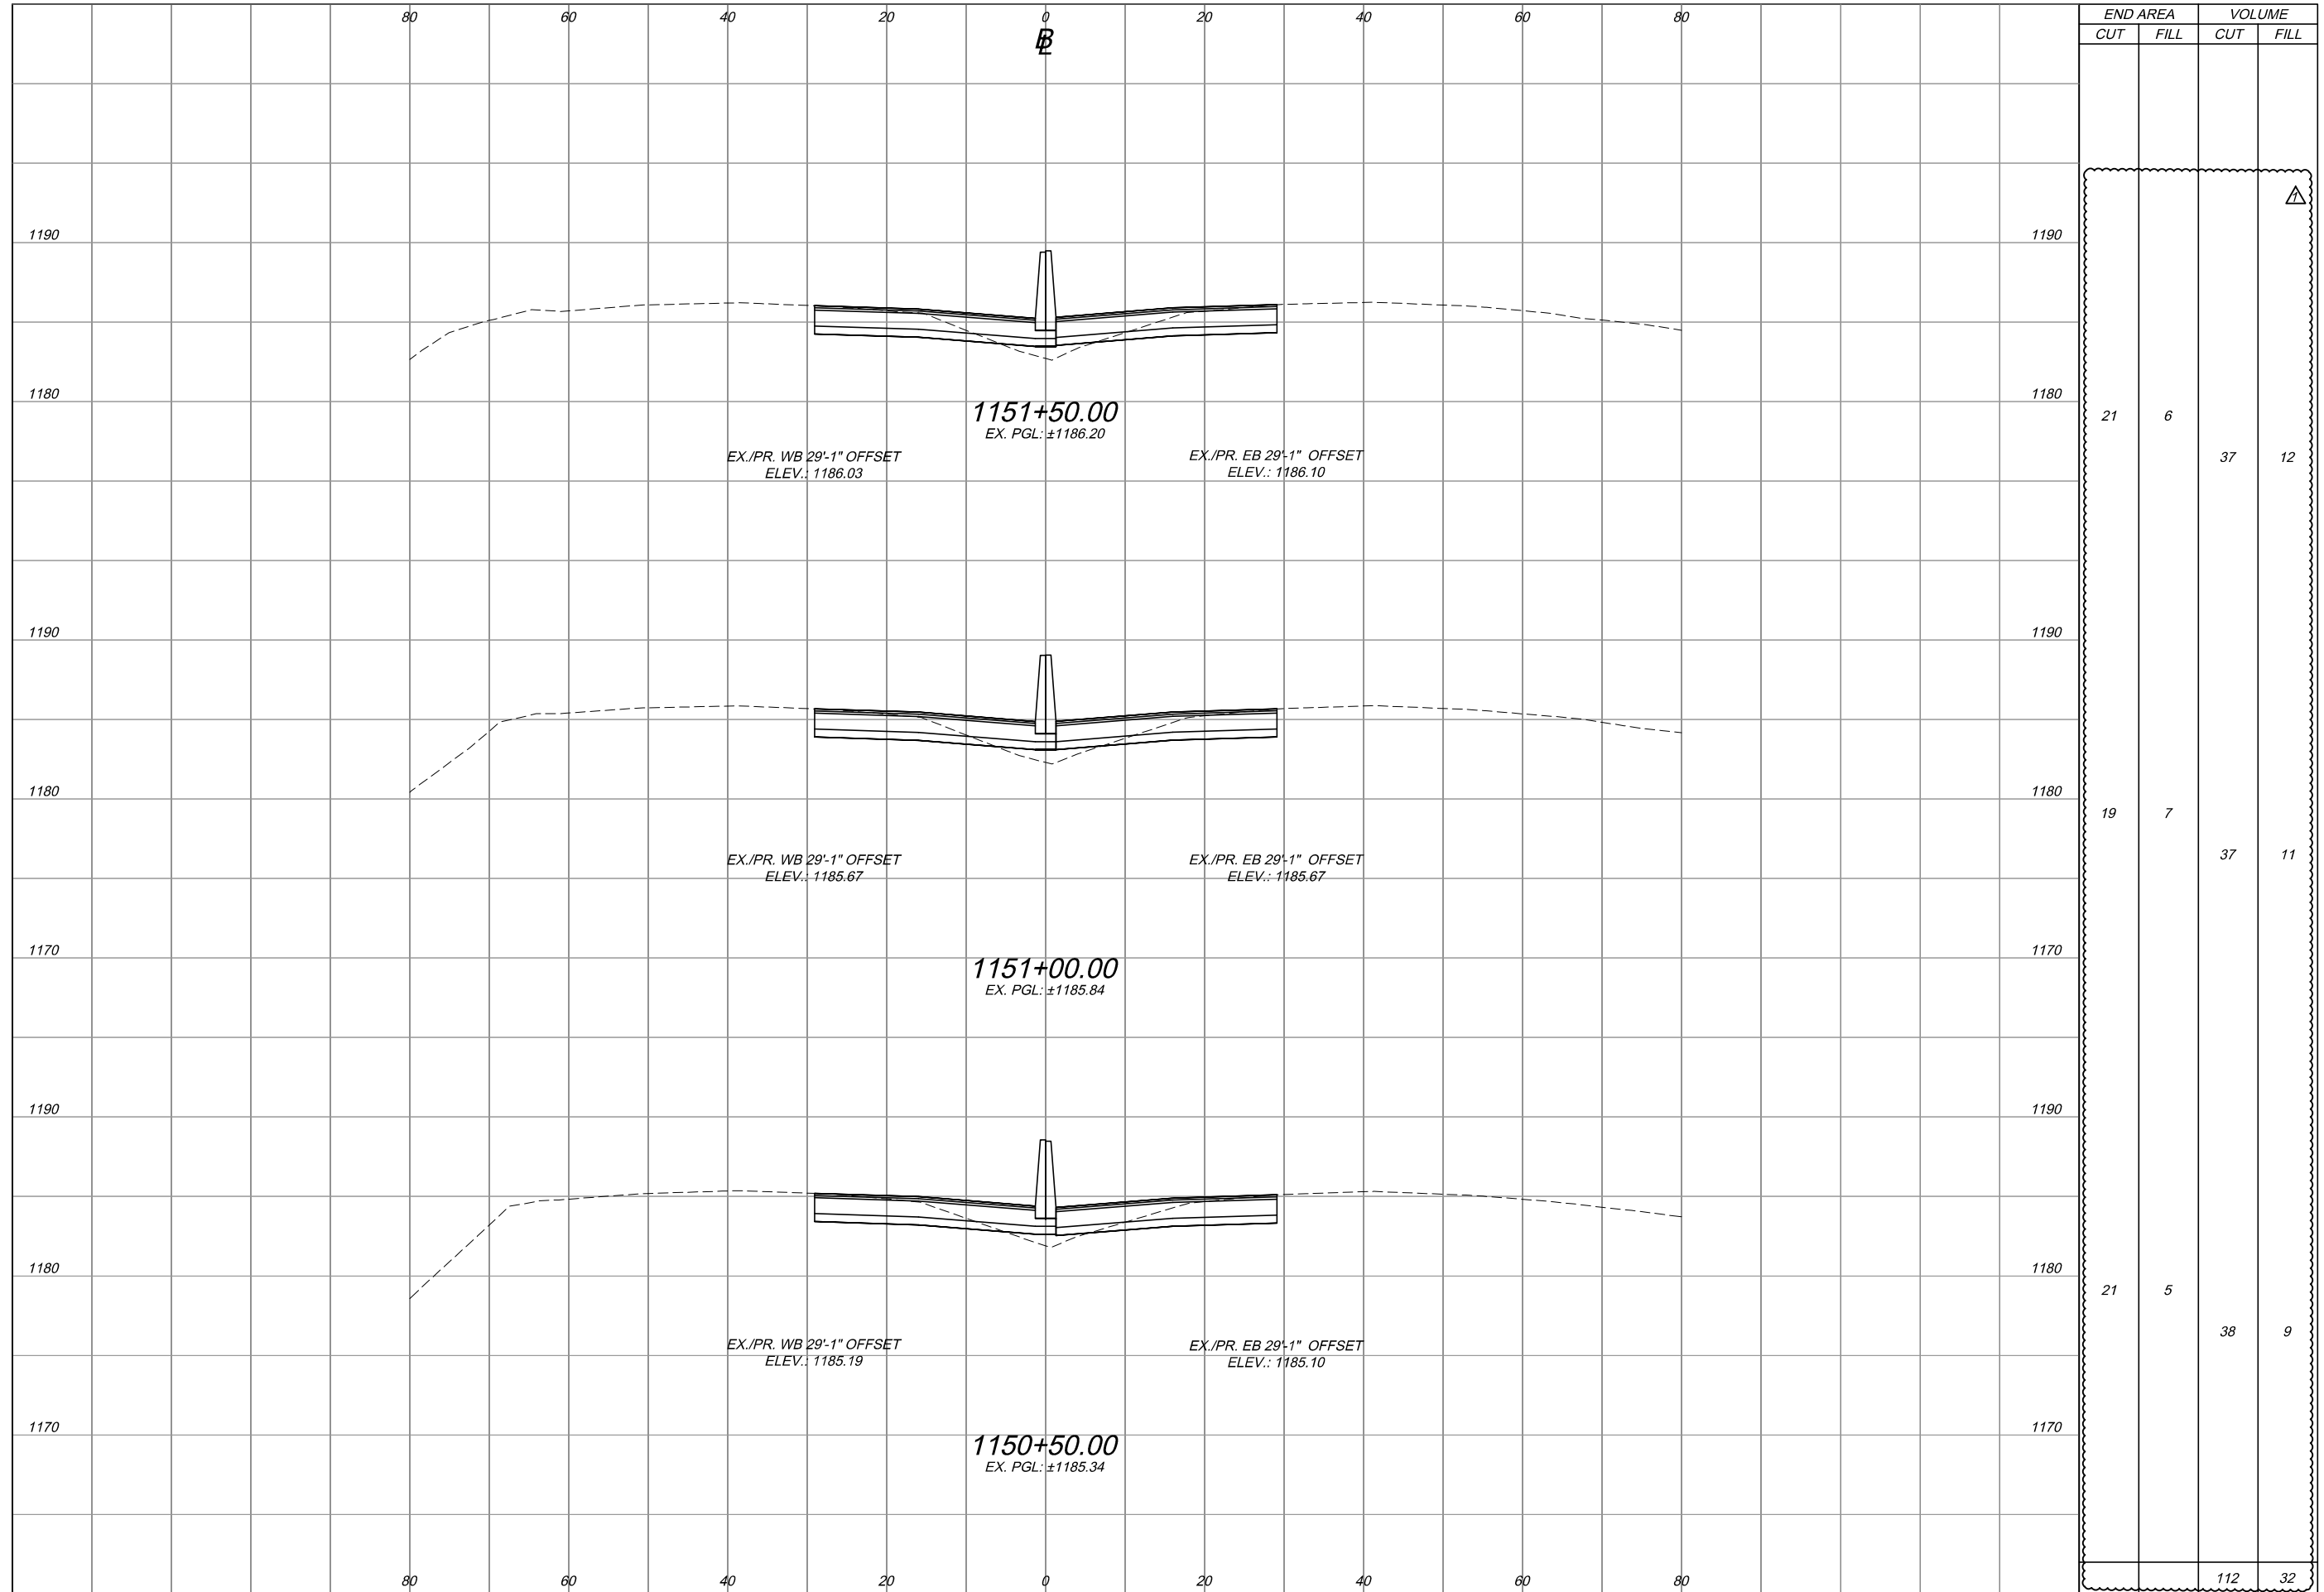 80 60 40 20 0 20 40 60 80
END AREA VOLUME
CUT FILL CUT FILL
BL
1
1190 1190
1180 1180
1151+50.00
EX. PGL: ±1186.20
21 6
EX./PR. WB 29'-1" OFFSET
ELEV.: 1186.03
EX./PR. EB 29'-1" OFFSET
ELEV.: 1186.10
37 12
1190 1190
1180 1180
19 7
EX./PR. WB 29'-1" OFFSET
ELEV.: 1185.67
EX./PR. EB 29'-1" OFFSET
ELEV.: 1185.67
37 11
1170 1170
1151+00.00
EX. PGL: ±1185.84
1190 1190
1180 1180
21 5
EX./PR. WB 29'-1" OFFSET
ELEV.: 1185.19
EX./PR. EB 29'-1" OFFSET
ELEV.: 1185.10
38 9
1170 1170
1150+50.00
EX. PGL: ±1185.34
80 60 40 20 0 20 40 60 80
112 32